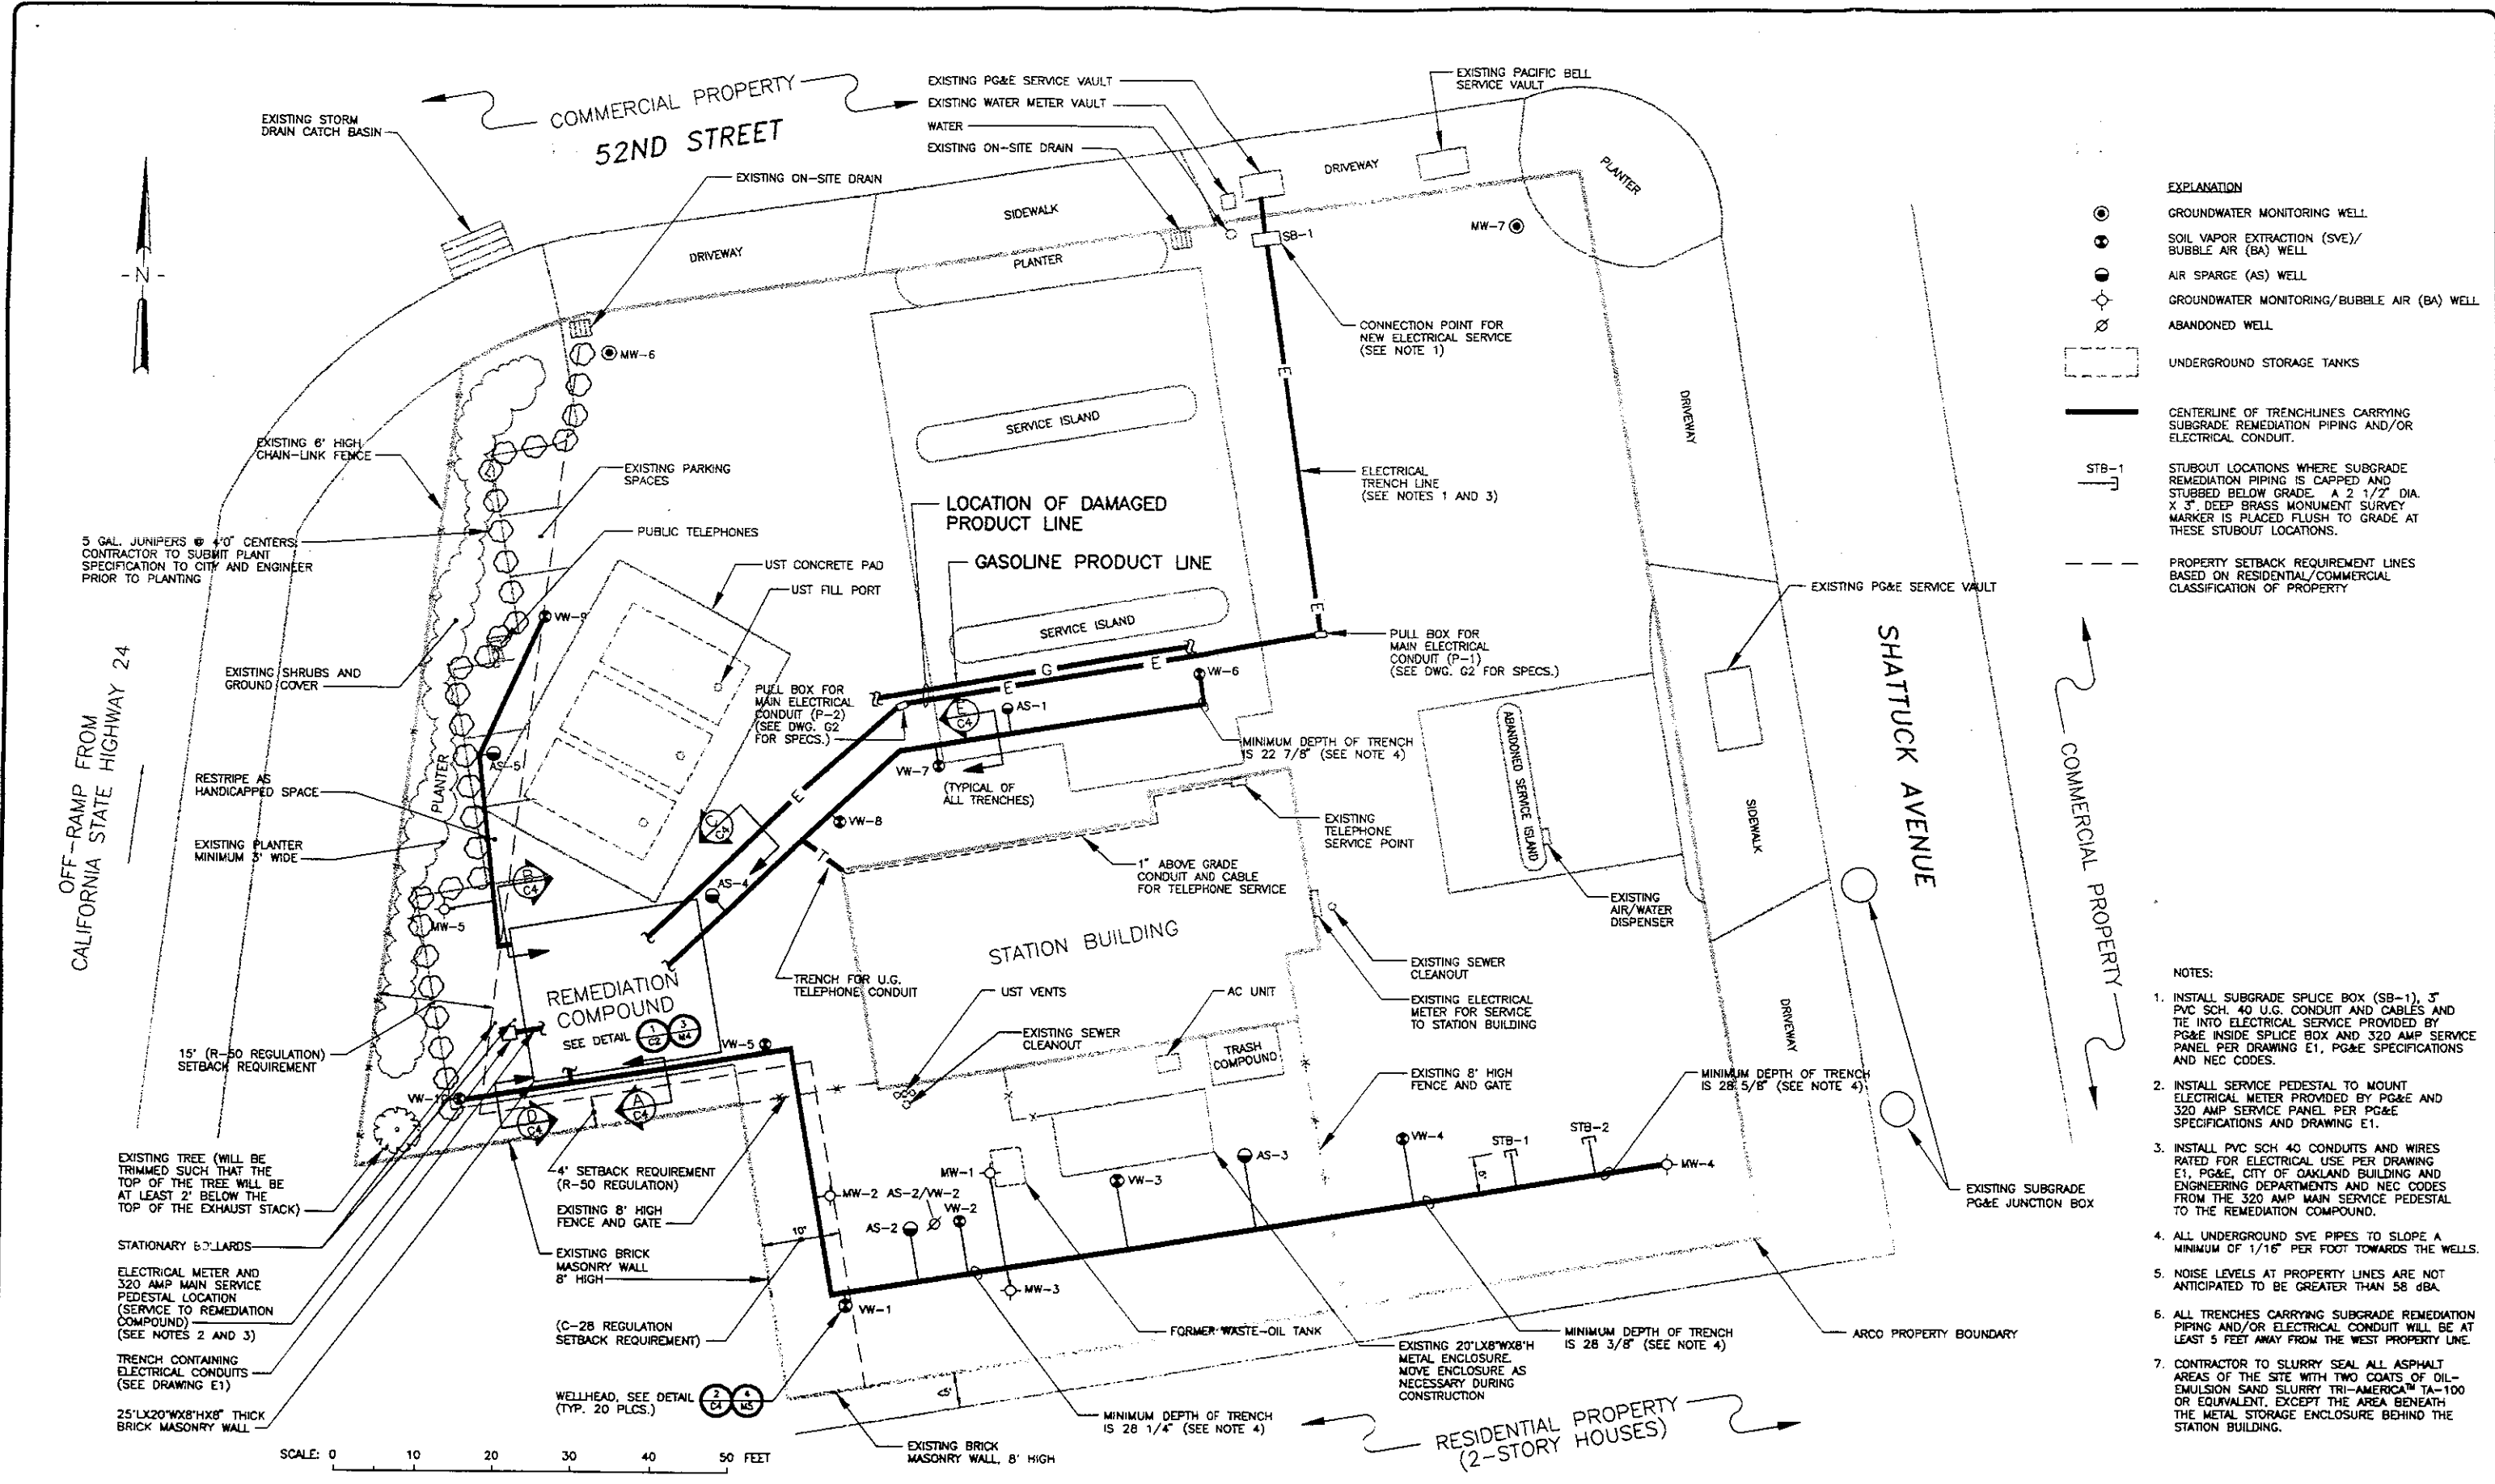 COMMERCIAL PROPERTY
52ND STREET
EXISTING STORM
DRAIN CATCH BASIN
EXISTING PG&E SERVICE VAULT
EXISTING WATER METER VAULT
WATER
EXISTING ON-SITE DRAIN
EXISTING PACIFIC BELL
SERVICE VAULT
EXISTING ON-SITE DRAIN
DRIVEWAY
SIDEWALK
PLANTER
DRIVEWAY
PLANTER
SB-1
MW-7
-N-
MW-6
CONNECTION POINT FOR
NEW ELECTRICAL SERVICE
(SEE NOTE 1)
E
EXISTING 6' HIGH
CHAIN-LINK FENCE
SERVICE ISLAND
DRIVEWAY
EXISTING PARKING
SPACES
ELECTRICAL
TRENCH LINE
(SEE NOTES 1 AND 3)
LOCATION OF DAMAGED
PRODUCT LINE
GASOLINE PRODUCT LINE
PUBLIC TELEPHONES
5 GAL. JUNIPERS @ 4'0" CENTERS
CONTRACTOR TO SUBMIT PLANT
SPECIFICATION TO CITY AND ENGINEER
PRIOR TO PLANTING
UST CONCRETE PAD
UST FILL PORT
SERVICE ISLAND
E
VW-9
EXISTING PG&E SERVICE VAULT
PULL BOX FOR
MAIN ELECTRICAL
CONDUIT (P-1)
(SEE DWG. G2 FOR SPECS.)
SHATTUCK AVENUE
COMMERCIAL PROPERTY
OFF-RAMP FROM
CALIFORNIA STATE HIGHWAY 24
EXISTING SHRUBS AND
GROUND COVER
PULL BOX FOR
MAIN ELECTRICAL
CONDUIT (P-2)
(SEE DWG. G2
FOR SPECS.)
G
E
E
VW-6
AS-1
E
C4
MINIMUM DEPTH OF TRENCH
IS 22 7/8" (SEE NOTE 4)
VW-7
(TYPICAL OF
ALL TRENCHES)
AS-5
PLANTER
RESTRIPE AS
HANDICAPPED SPACE
E
C
C4
VW-8
EXISTING
TELEPHONE
SERVICE POINT
ABANDONED SERVICE ISLAND
SIDEWALK
EXISTING PLANTER
MINIMUM 3' WIDE
B
C4
T
AS-4
1" ABOVE GRADE
CONDUIT AND CABLE
FOR TELEPHONE SERVICE
EXISTING
AIR/WATER
DISPENSER
MW-5
STATION BUILDING
EXISTING SEWER
CLEANOUT
TRENCH FOR U.G.
TELEPHONE CONDUIT
UST VENTS
AC UNIT
EXISTING ELECTRICAL
METER FOR SERVICE
TO STATION BUILDING
REMEDIATION
COMPOUND
SEE DETAIL
1
C2
3
M4
EXISTING SEWER
CLEANOUT
TRASH
COMPOUND
DRIVEWAY
15' (R-50 REGULATION)
SETBACK REQUIREMENT
VW-5
EXISTING 8' HIGH
FENCE AND GATE
MINIMUM DEPTH OF TRENCH
IS 28 5/8" (SEE NOTE 4)
VW-10
D
C4
A
C4
VW-4
STB-1
STB-2
MW-4
EXISTING TREE (WILL BE
TRIMMED SUCH THAT THE
TOP OF THE TREE WILL BE
AT LEAST 2' BELOW THE
TOP OF THE EXHAUST STACK)
4' SETBACK REQUIREMENT
(R-50 REGULATION)
MW-1
AS-3
EXISTING 8' HIGH
FENCE AND GATE
MW-2
AS-2/VW-2
VW-2
AS-2
VW-3
EXISTING SUBGRADE
PG&E JUNCTION BOX
STATIONARY BOLLARDS
10'
EXISTING BRICK
MASONRY WALL
8' HIGH
ELECTRICAL METER AND
320 AMP MAIN SERVICE
PEDESTAL LOCATION
(SERVICE TO REMEDIATION
COMPOUND)
(SEE NOTES 2 AND 3)
MW-3
VW-1
(C-28 REGULATION
SETBACK REQUIREMENT)
FORMER WASTE-OIL TANK
EXISTING 20'LX8'WX8'H
METAL ENCLOSURE.
MOVE ENCLOSURE AS
NECESSARY DURING
CONSTRUCTION
MINIMUM DEPTH OF TRENCH
IS 28 3/8" (SEE NOTE 4)
ARCO PROPERTY BOUNDARY
TRENCH CONTAINING
ELECTRICAL CONDUITS
(SEE DRAWING E1)
WELLHEAD, SEE DETAIL
(TYP. 20 PLCS.)
2
C4
4
M5
25'LX20'WX8'HX8" THICK
BRICK MASONRY WALL
MINIMUM DEPTH OF TRENCH
IS 28 1/4" (SEE NOTE 4)
RESIDENTIAL PROPERTY
(2-STORY HOUSES)
EXISTING BRICK
MASONRY WALL, 8' HIGH
SCALE: 0 10 20 30 40 50 FEET
EXPLANATION
GROUNDWATER MONITORING WELL
SOIL VAPOR EXTRACTION (SVE)/
BUBBLE AIR (BA) WELL
AIR SPARGE (AS) WELL
GROUNDWATER MONITORING/BUBBLE AIR (BA) WELL
ABANDONED WELL
UNDERGROUND STORAGE TANKS
CENTERLINE OF TRENCHLINES CARRYING
SUBGRADE REMEDIATION PIPING AND/OR
ELECTRICAL CONDUIT.
STB-1
STUBOUT LOCATIONS WHERE SUBGRADE
REMEDIATION PIPING IS CAPPED AND
STUBBED BELOW GRADE. A 2 1/2" DIA.
X 3" DEEP BRASS MONUMENT SURVEY
MARKER IS PLACED FLUSH TO GRADE AT
THESE STUBOUT LOCATIONS.
PROPERTY SETBACK REQUIREMENT LINES
BASED ON RESIDENTIAL/COMMERCIAL
CLASSIFICATION OF PROPERTY
NOTES:
1. INSTALL SUBGRADE SPLICE BOX (SB-1), 3"
PVC SCH. 40 U.G. CONDUIT AND CABLES AND
TIE INTO ELECTRICAL SERVICE PROVIDED BY
PG&E INSIDE SPLICE BOX AND 320 AMP SERVICE
PANEL PER DRAWING E1, PG&E SPECIFICATIONS
AND NEC CODES.
2. INSTALL SERVICE PEDESTAL TO MOUNT
ELECTRICAL METER PROVIDED BY PG&E AND
320 AMP SERVICE PANEL PER PG&E
SPECIFICATIONS AND DRAWING E1.
3. INSTALL PVC SCH 40 CONDUITS AND WIRES
RATED FOR ELECTRICAL USE PER DRAWING
E1, PG&E, CITY OF OAKLAND BUILDING AND
ENGINEERING DEPARTMENTS AND NEC CODES
FROM THE 320 AMP MAIN SERVICE PEDESTAL
TO THE REMEDIATION COMPOUND.
4. ALL UNDERGROUND SVE PIPES TO SLOPE A
MINIMUM OF 1/16" PER FOOT TOWARDS THE WELLS.
5. NOISE LEVELS AT PROPERTY LINES ARE NOT
ANTICIPATED TO BE GREATER THAN 58 dBA.
6. ALL TRENCHES CARRYING SUBGRADE REMEDIATION
PIPING AND/OR ELECTRICAL CONDUIT WILL BE AT
LEAST 5 FEET AWAY FROM THE WEST PROPERTY LINE.
7. CONTRACTOR TO SLURRY SEAL ALL ASPHALT
AREAS OF THE SITE WITH TWO COATS OF OIL-
EMULSION SAND SLURRY TRI-AMERICA™ TA-100
OR EQUIVALENT, EXCEPT THE AREA BENEATH
THE METAL STORAGE ENCLOSURE BEHIND THE
STATION BUILDING.